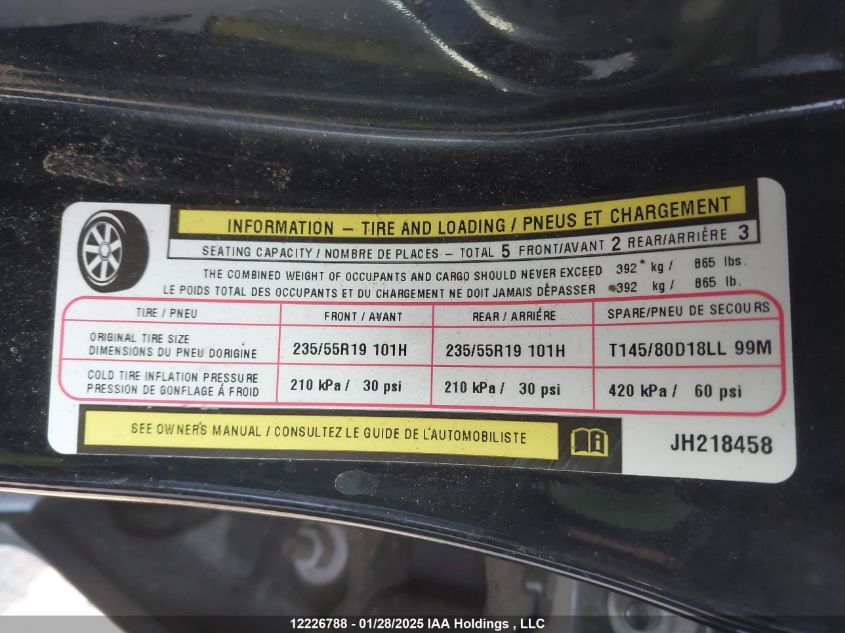 INFORMATION – TIRE AND LOADING / PNEUS ET CHARGEMENT
SEATING CAPACITY / NOMBRE DE PLACES – TOTAL 5 FRONT/AVANT 2 REAR/ARRIÈRE 3
THE COMBINED WEIGHT OF OCCUPANTS AND CARGO SHOULD NEVER EXCEED 392 kg / 865 lbs.
LE POIDS TOTAL DES OCCUPANTS ET DU CHARGEMENT NE DOIT JAMAIS DÉPASSER 392 kg / 865 lb.
TIRE / PNEU FRONT / AVANT REAR / ARRIÉRE SPARE/PNEU DE SECOURS
ORIGINAL TIRE SIZE
DIMENSIONS DU PNEU DORIGINE 235/55R19 101H 235/55R19 101H T145/80D18LL 99M
COLD TIRE INFLATION PRESSURE
PRESSION DE GONFLAGE À FROID 210 kPa / 30 psi 210 kPa / 30 psi 420 kPa / 60 psi
SEE OWNERS MANUAL / CONSULTEZ LE GUIDE DE L'AUTOMOBILISTE
JH218458
12226788 - 01/28/2025 IAA Holdings, LLC